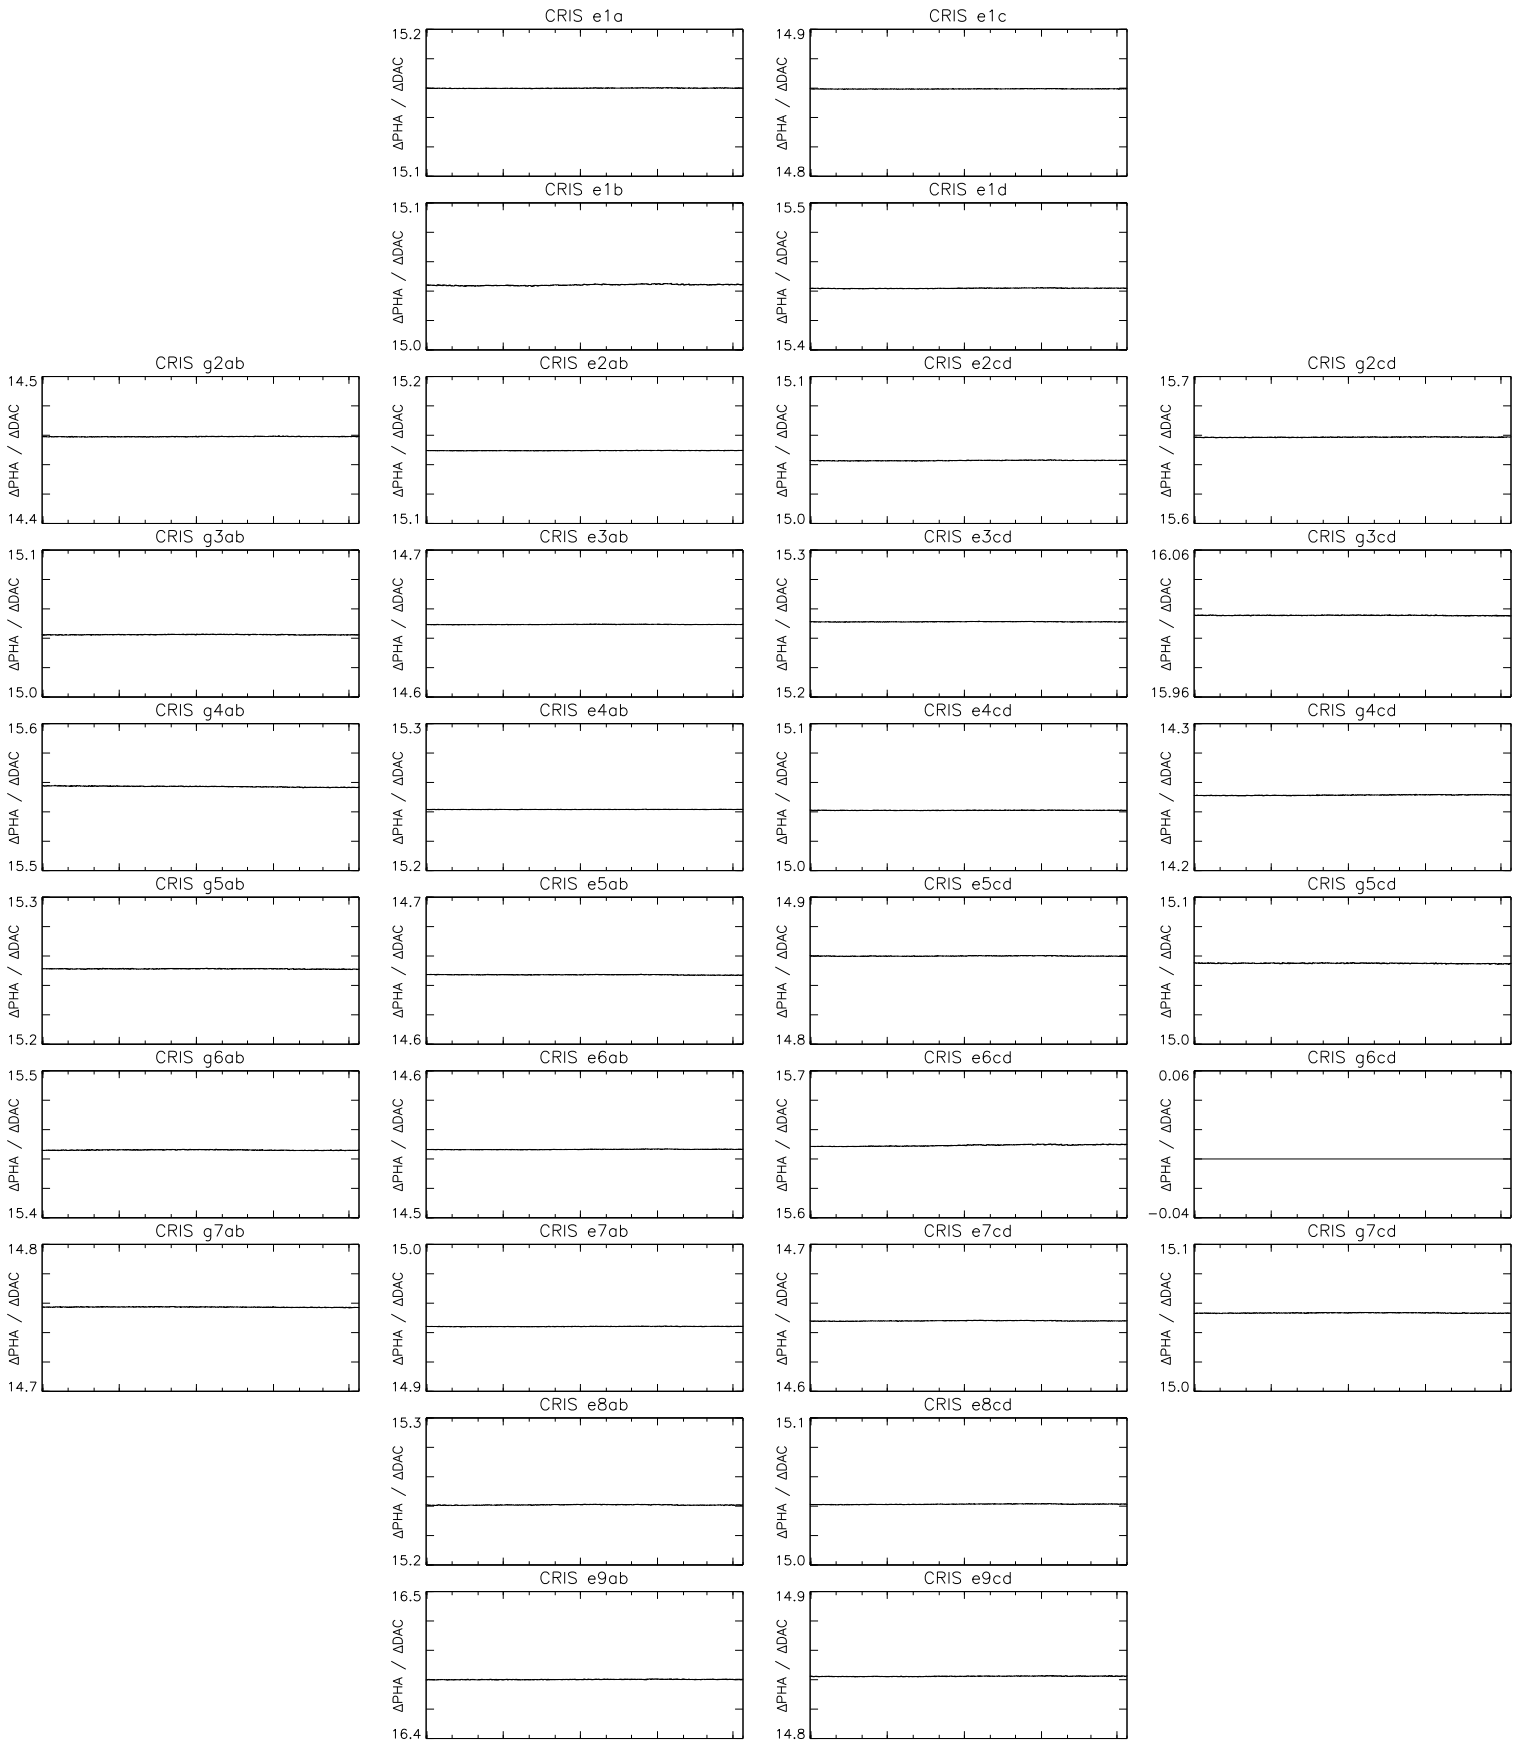 CRIS e1a
CRIS e1c
15.2
ΔPHA / ΔDAC
15.1
14.9
ΔPHA / ΔDAC
14.8
CRIS e1b
CRIS e1d
15.1
ΔPHA / ΔDAC
15.0
15.5
ΔPHA / ΔDAC
15.4
CRIS g2ab
CRIS e2ab
CRIS e2cd
CRIS g2cd
14.5
ΔPHA / ΔDAC
14.4
15.2
ΔPHA / ΔDAC
15.1
15.1
ΔPHA / ΔDAC
15.0
15.7
ΔPHA / ΔDAC
15.6
CRIS g3ab
CRIS e3ab
CRIS e3cd
CRIS g3cd
15.1
ΔPHA / ΔDAC
15.0
14.7
ΔPHA / ΔDAC
14.6
15.3
ΔPHA / ΔDAC
15.2
16.06
ΔPHA / ΔDAC
15.96
CRIS g4ab
CRIS e4ab
CRIS e4cd
CRIS g4cd
15.6
ΔPHA / ΔDAC
15.5
15.3
ΔPHA / ΔDAC
15.2
15.1
ΔPHA / ΔDAC
15.0
14.3
ΔPHA / ΔDAC
14.2
CRIS g5ab
CRIS e5ab
CRIS e5cd
CRIS g5cd
15.3
ΔPHA / ΔDAC
15.2
14.7
ΔPHA / ΔDAC
14.6
14.9
ΔPHA / ΔDAC
14.8
15.1
ΔPHA / ΔDAC
15.0
CRIS g6ab
CRIS e6ab
CRIS e6cd
CRIS g6cd
15.5
ΔPHA / ΔDAC
15.4
14.6
ΔPHA / ΔDAC
14.5
15.7
ΔPHA / ΔDAC
15.6
0.06
ΔPHA / ΔDAC
−0.04
CRIS g7ab
CRIS e7ab
CRIS e7cd
CRIS g7cd
14.8
ΔPHA / ΔDAC
14.7
15.0
ΔPHA / ΔDAC
14.9
14.7
ΔPHA / ΔDAC
14.6
15.1
ΔPHA / ΔDAC
15.0
CRIS e8ab
CRIS e8cd
15.3
ΔPHA / ΔDAC
15.2
15.1
ΔPHA / ΔDAC
15.0
CRIS e9ab
CRIS e9cd
16.5
ΔPHA / ΔDAC
16.4
14.9
ΔPHA / ΔDAC
14.8